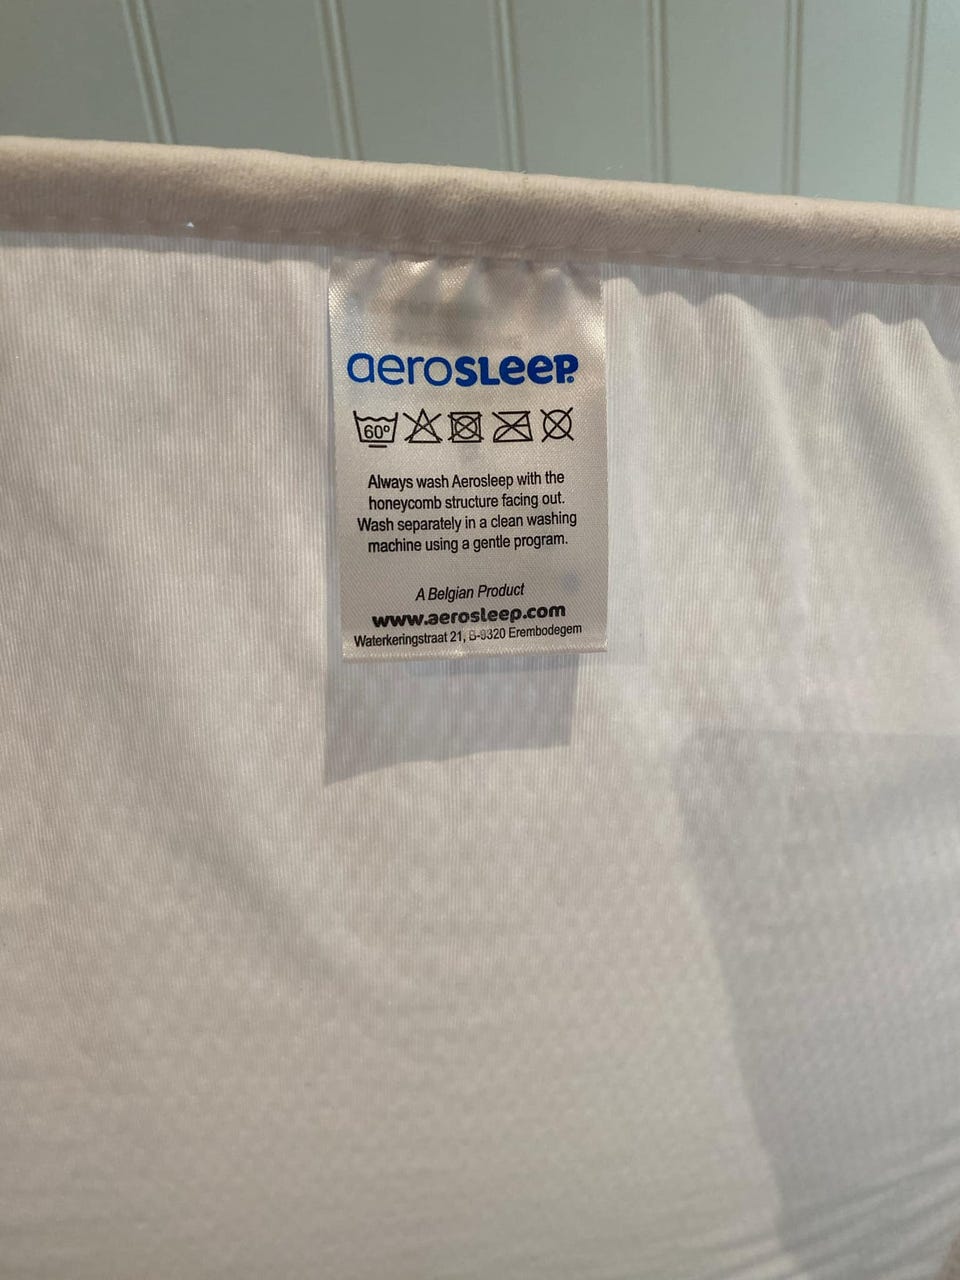 aerosleep®
60°
Always wash Aerosleep with the
honeycomb structure facing out.
Wash separately in a clean washing
machine using a gentle program.
A Belgian Product
www.aerosleep.com
Waterkeringstraat 21, B-9320 Erembodegem